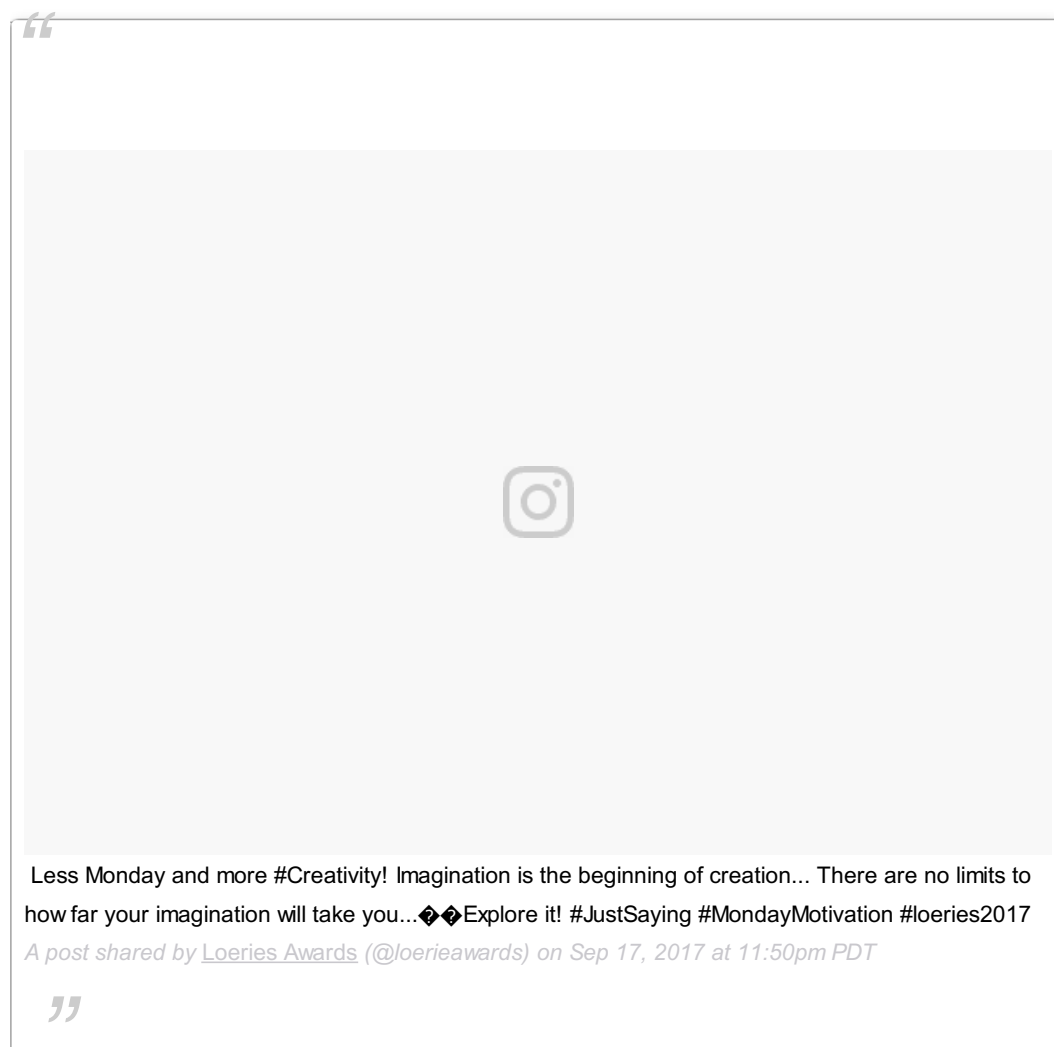 “
Less Monday and more #Creativity! Imagination is the beginning of creation... There are no limits to
how far your imagination will take you...��Explore it! #JustSaying #MondayMotivation #loeries2017
A post shared by Loeries Awards (@loerieawards) on Sep 17, 2017 at 11:50pm PDT
”